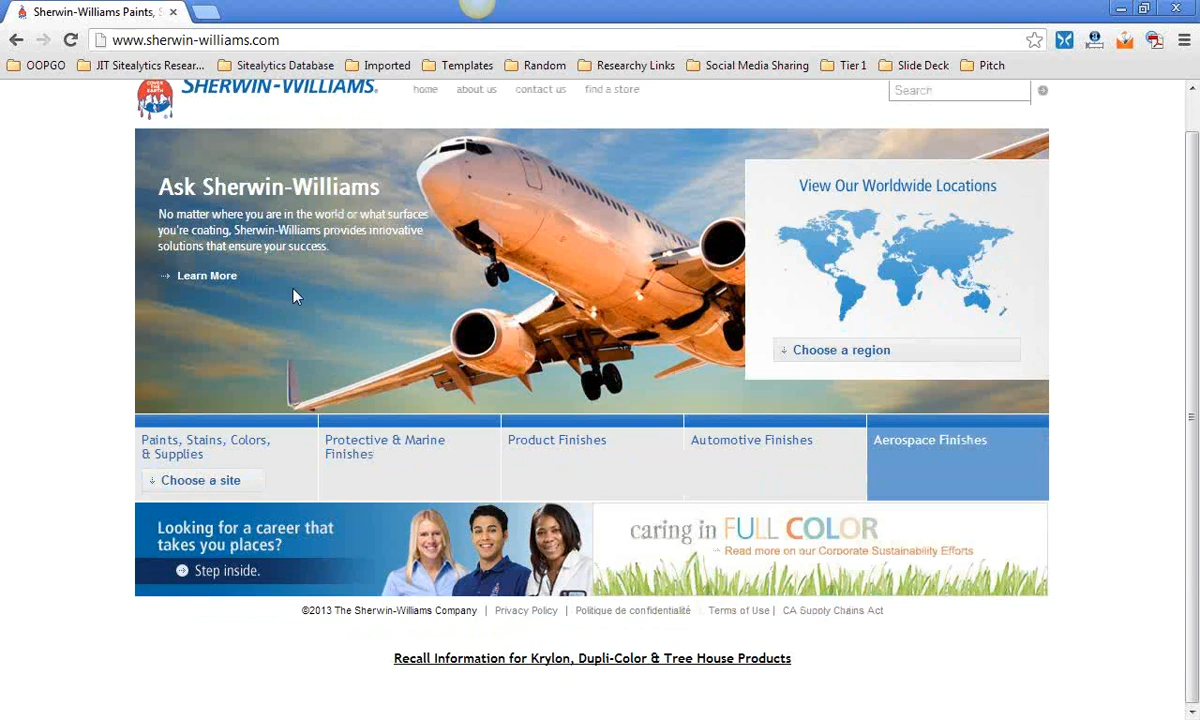 Sherwin-Williams Paints, S
www.sherwin-williams.com
OOPGO JIT Sitealytics Resear... Sitealytics Database Imported Templates Random Researchy Links Social Media Sharing Tier 1 Slide Deck Pitch
COVER THE EARTH
SHERWIN-WILLIAMS.
home about us contact us find a store
Search
Ask Sherwin-Williams
No matter where you are in the world or what surfaces
you're coating, Sherwin-Williams provides innovative
solutions that ensure your success.
Learn More
View Our Worldwide Locations
Choose a region
Paints, Stains, Colors,
& Supplies
Choose a site
Protective & Marine
Finishes
Product Finishes
Automotive Finishes
Aerospace Finishes
Looking for a career that
takes you places?
Step inside.
caring in FULL COLOR
Read more on our Corporate Sustainability Efforts
©2013 The Sherwin-Williams Company | Privacy Policy | Politique de confidentialité Terms of Use | CA Supply Chains Act
Recall Information for Krylon, Dupli-Color & Tree House Products